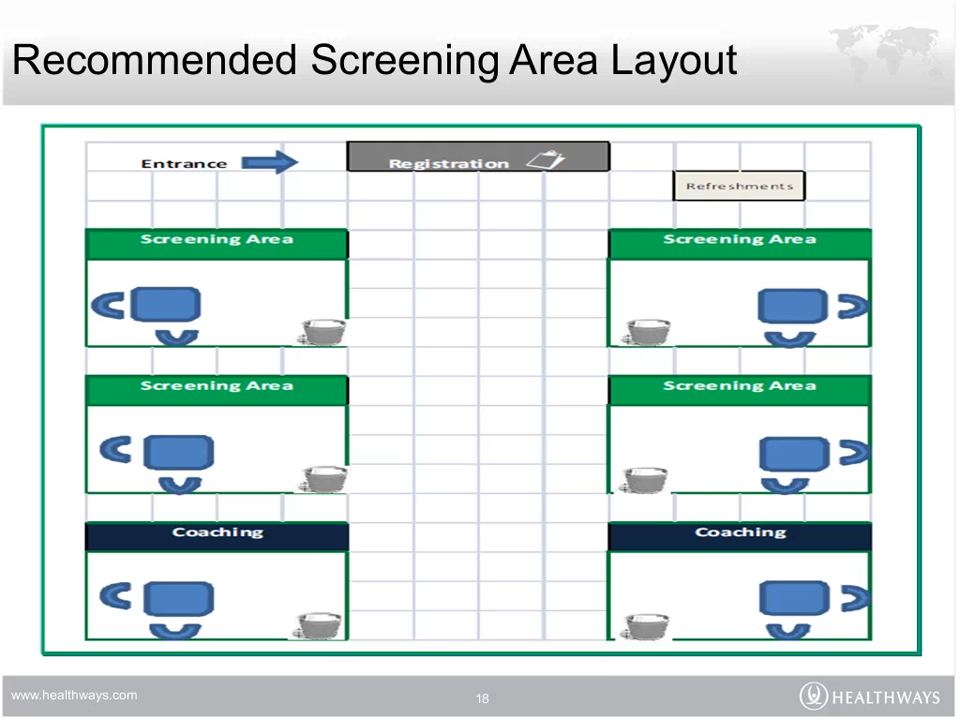 Recommended Screening Area Layout
Entrance
Registration
Refreshments
Screening Area
Screening Area
Screening Area
Screening Area
Coaching
Coaching
www.healthways.com
18
HEALTHWAYS